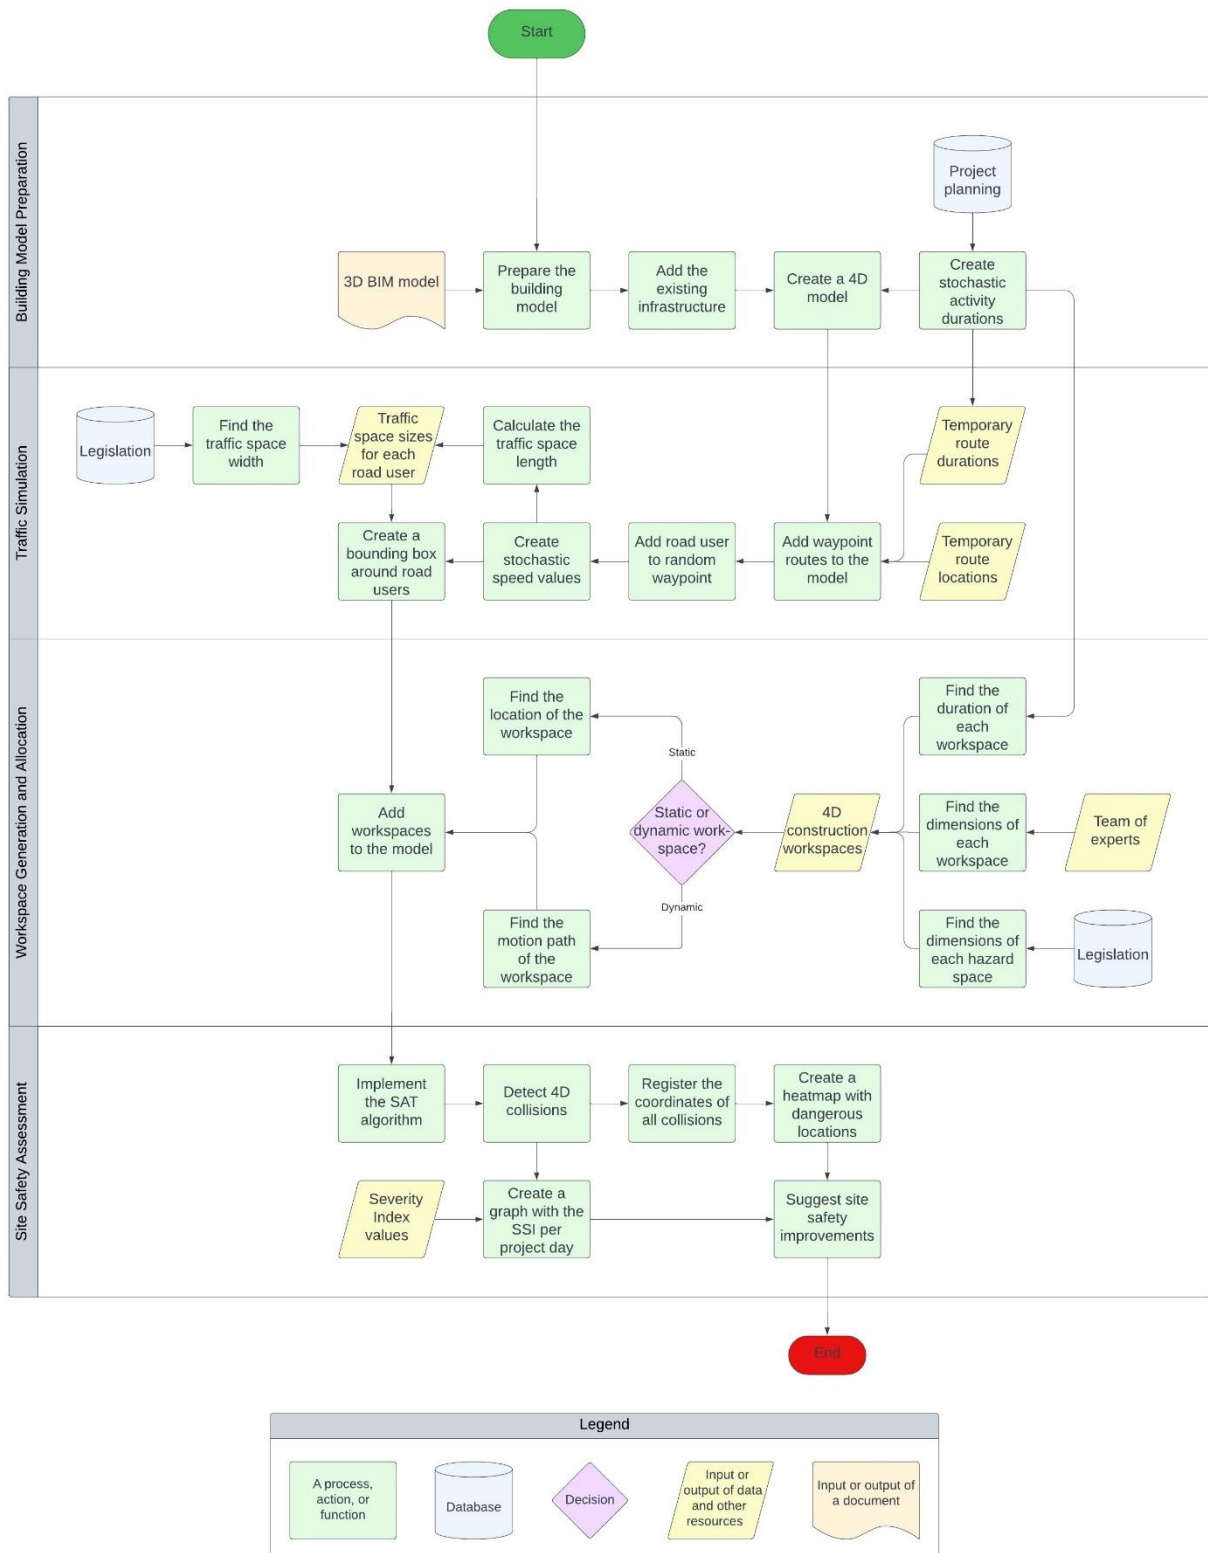 Start
Building Model Preparation
Project
planning
3D BIM model
Prepare the
building
model
Add the
existing
infrastructure
Create a 4D
model
Create
stochastic
activity
durations
Traffic Simulation
Legislation
Find the
traffic space
width
Traffic
space sizes
for each
road user
Calculate the
traffic space
length
Temporary
route
durations
Create a
bounding box
around road
users
Create
stochastic
speed values
Add road user
to random
waypoint
Add waypoint
routes to the
model
Temporary
route
locations
Workspace Generation and Allocation
Find the
location of the
workspace
Static
Find the
duration of
each
workspace
Add
workspaces
to the model
Static or
dynamic work-
space?
4D
construction
workspaces
Find the
dimensions of
each
workspace
Team of
experts
Dynamic
Find the
motion path
of the
workspace
Find the
dimensions of
each hazard
space
Legislation
Site Safety Assessment
Implement
the SAT
algorithm
Detect 4D
collisions
Register the
coordinates of
all collisions
Create a
heatmap with
dangerous
locations
Severity
Index
values
Create a
graph with the
SSI per
project day
Suggest site
safety
improvements
End
Legend
A process,
action, or
function
Database
Decision
Input or
output of data
and other
resources
Input or output of
a document